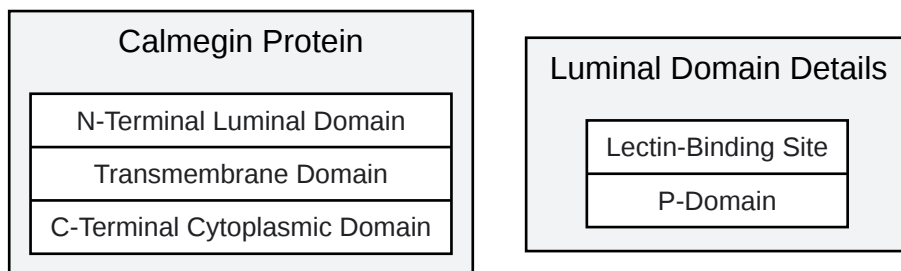 Calmegin Protein
N-Terminal Luminal Domain
Transmembrane Domain
C-Terminal Cytoplasmic Domain
Luminal Domain Details
Lectin-Binding Site
P-Domain